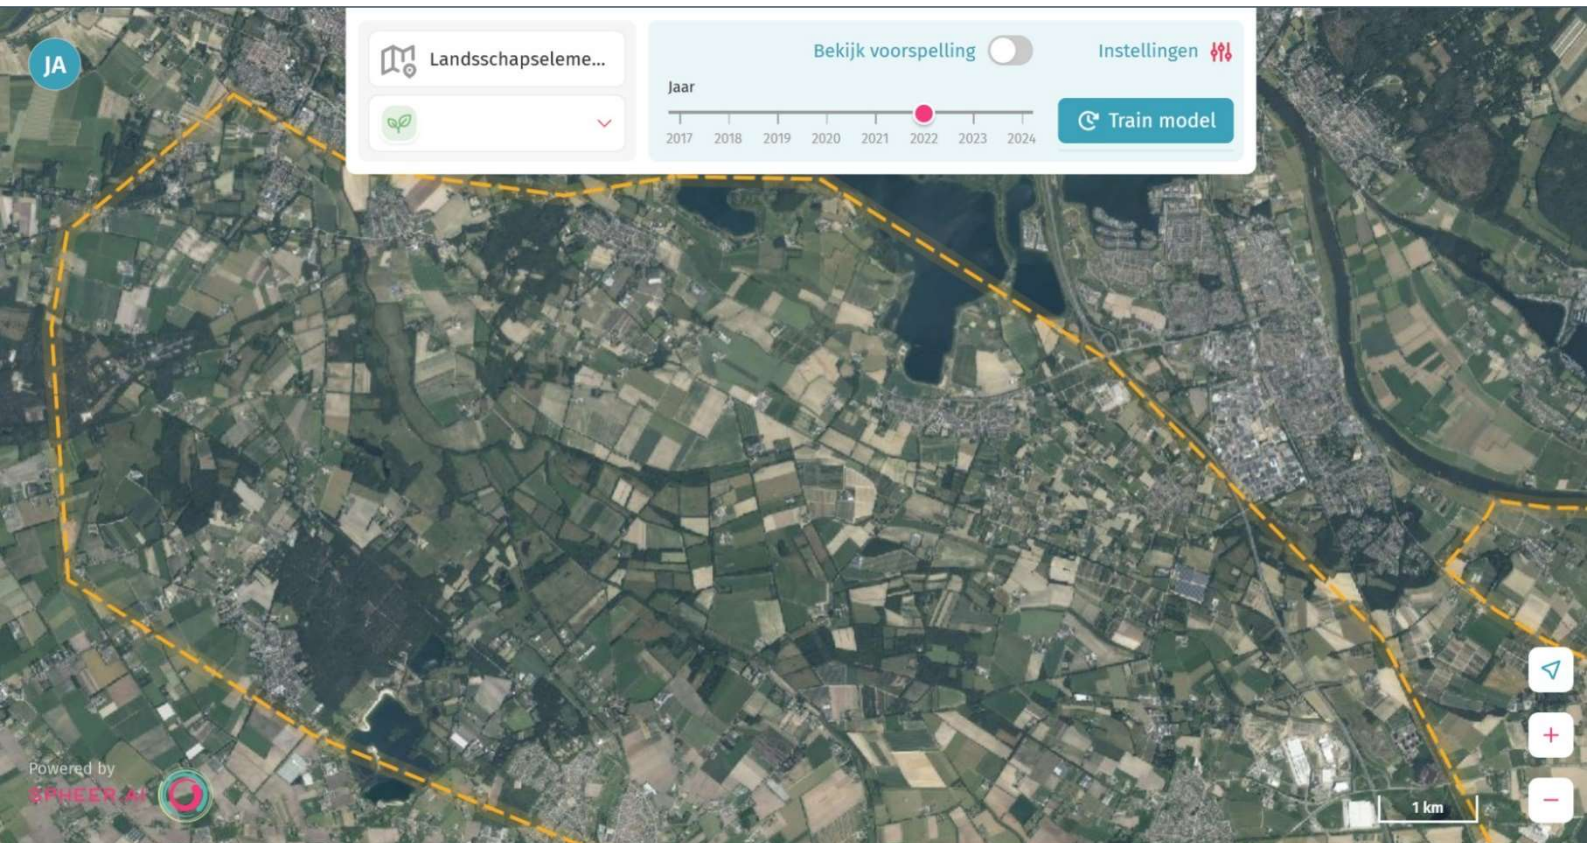 JA
Landsschapseleme...
Bekijk voorspelling
Instellingen
Jaar
2017 2018 2019 2020 2021 2022 2023 2024
Train model
Powered by
SPHEER.AI
1 km